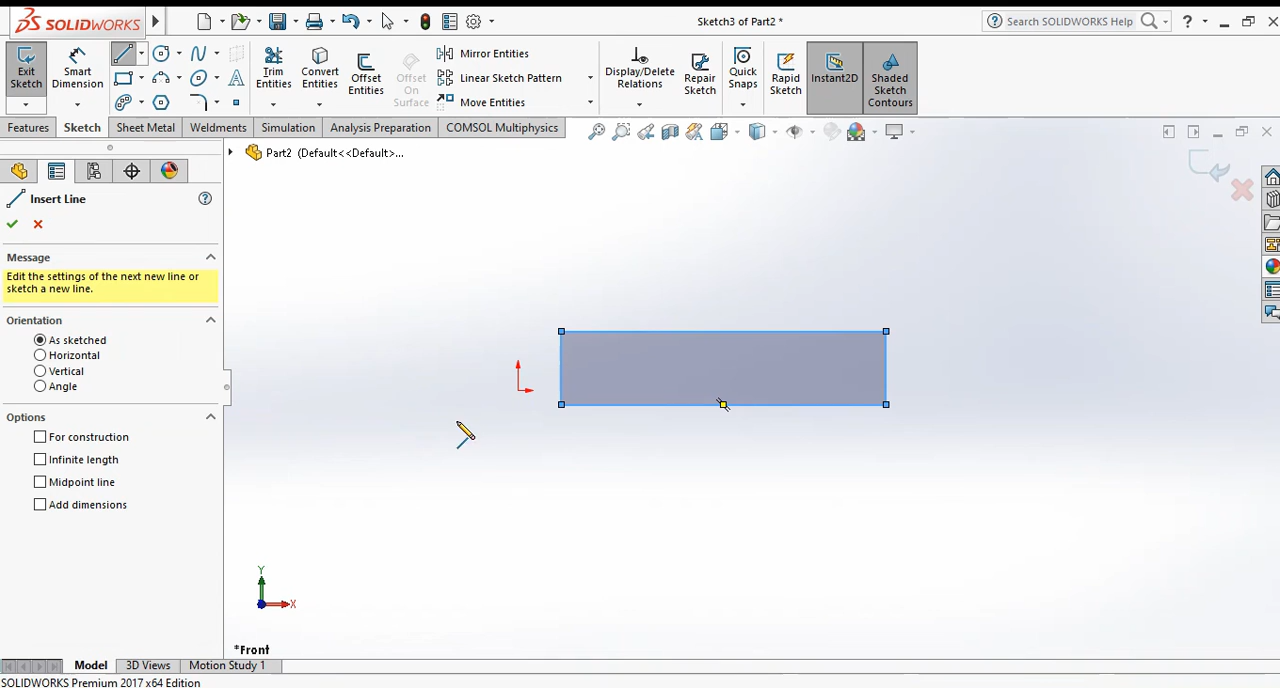 SOLIDWORKS
Sketch3 of Part2 *
Search SOLIDWORKS Help
?
Exit Sketch
Smart Dimension
Trim Entities
Convert Entities
Offset Entities
Offset On Surface
Mirror Entities
Linear Sketch Pattern
Move Entities
Display/Delete Relations
Repair Sketch
Quick Snaps
Rapid Sketch
Instant2D
Shaded Sketch Contours
Features
Sketch
Sheet Metal
Weldments
Simulation
Analysis Preparation
COMSOL Multiphysics
Part2 (Default<<Default>...
Insert Line
?
Message
Edit the settings of the next new line or
sketch a new line.
Orientation
As sketched
Horizontal
Vertical
Angle
Options
For construction
Infinite length
Midpoint line
Add dimensions
Y
X
*Front
Model
3D Views
Motion Study 1
SOLIDWORKS Premium 2017 x64 Edition